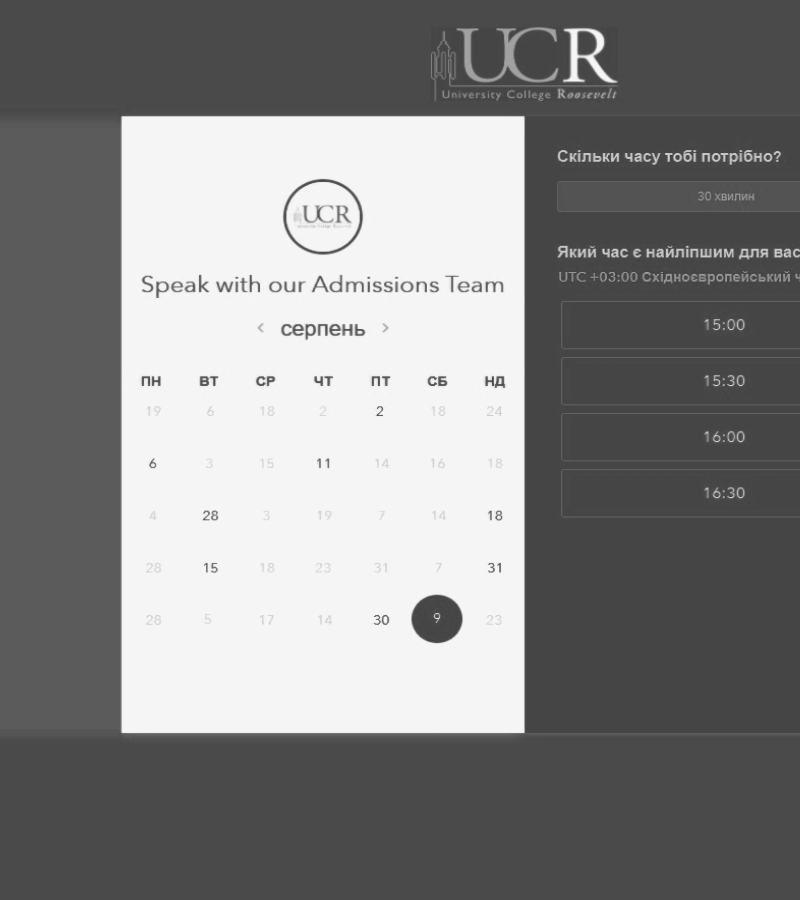 UCR
University College Roosevelt
UCR
Speak with our Admissions Team
< серпень >
ПН ВТ СР ЧТ ПТ СБ НД
19 6 18 2 2 18 24
6 3 15 11 14 16 18
4 28 3 19 7 14 18
28 15 18 23 31 7 31
28 5 17 14 30 9 23
Скільки часу тобі потрібно?
30 хвилин
Який час є найліпшим для вас
UTC +03:00 Східноєвропейський ч
15:00
15:30
16:00
16:30